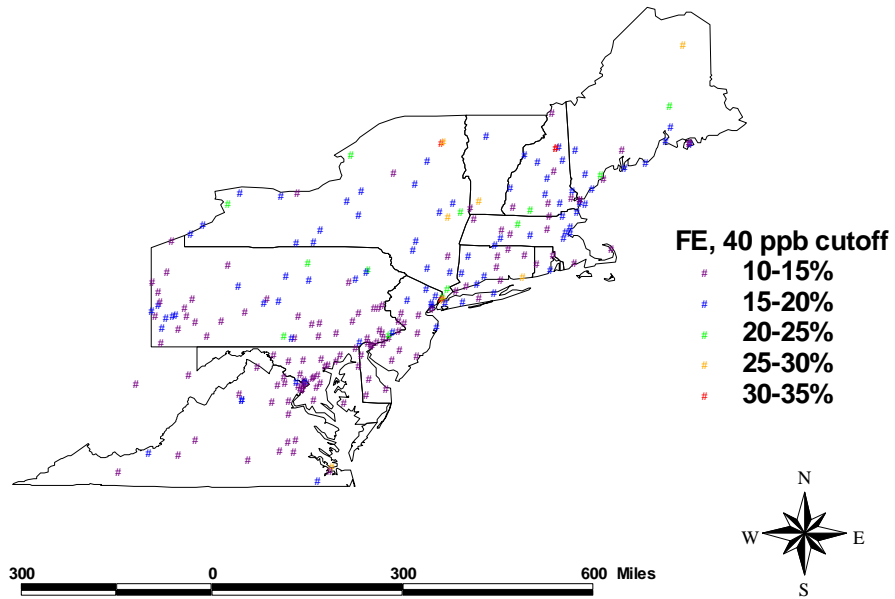 FE, 40 ppb cutoff
# 10-15%
# 15-20%
# 20-25%
# 25-30%
# 30-35%
N
W E
S
300 0 300 600 Miles